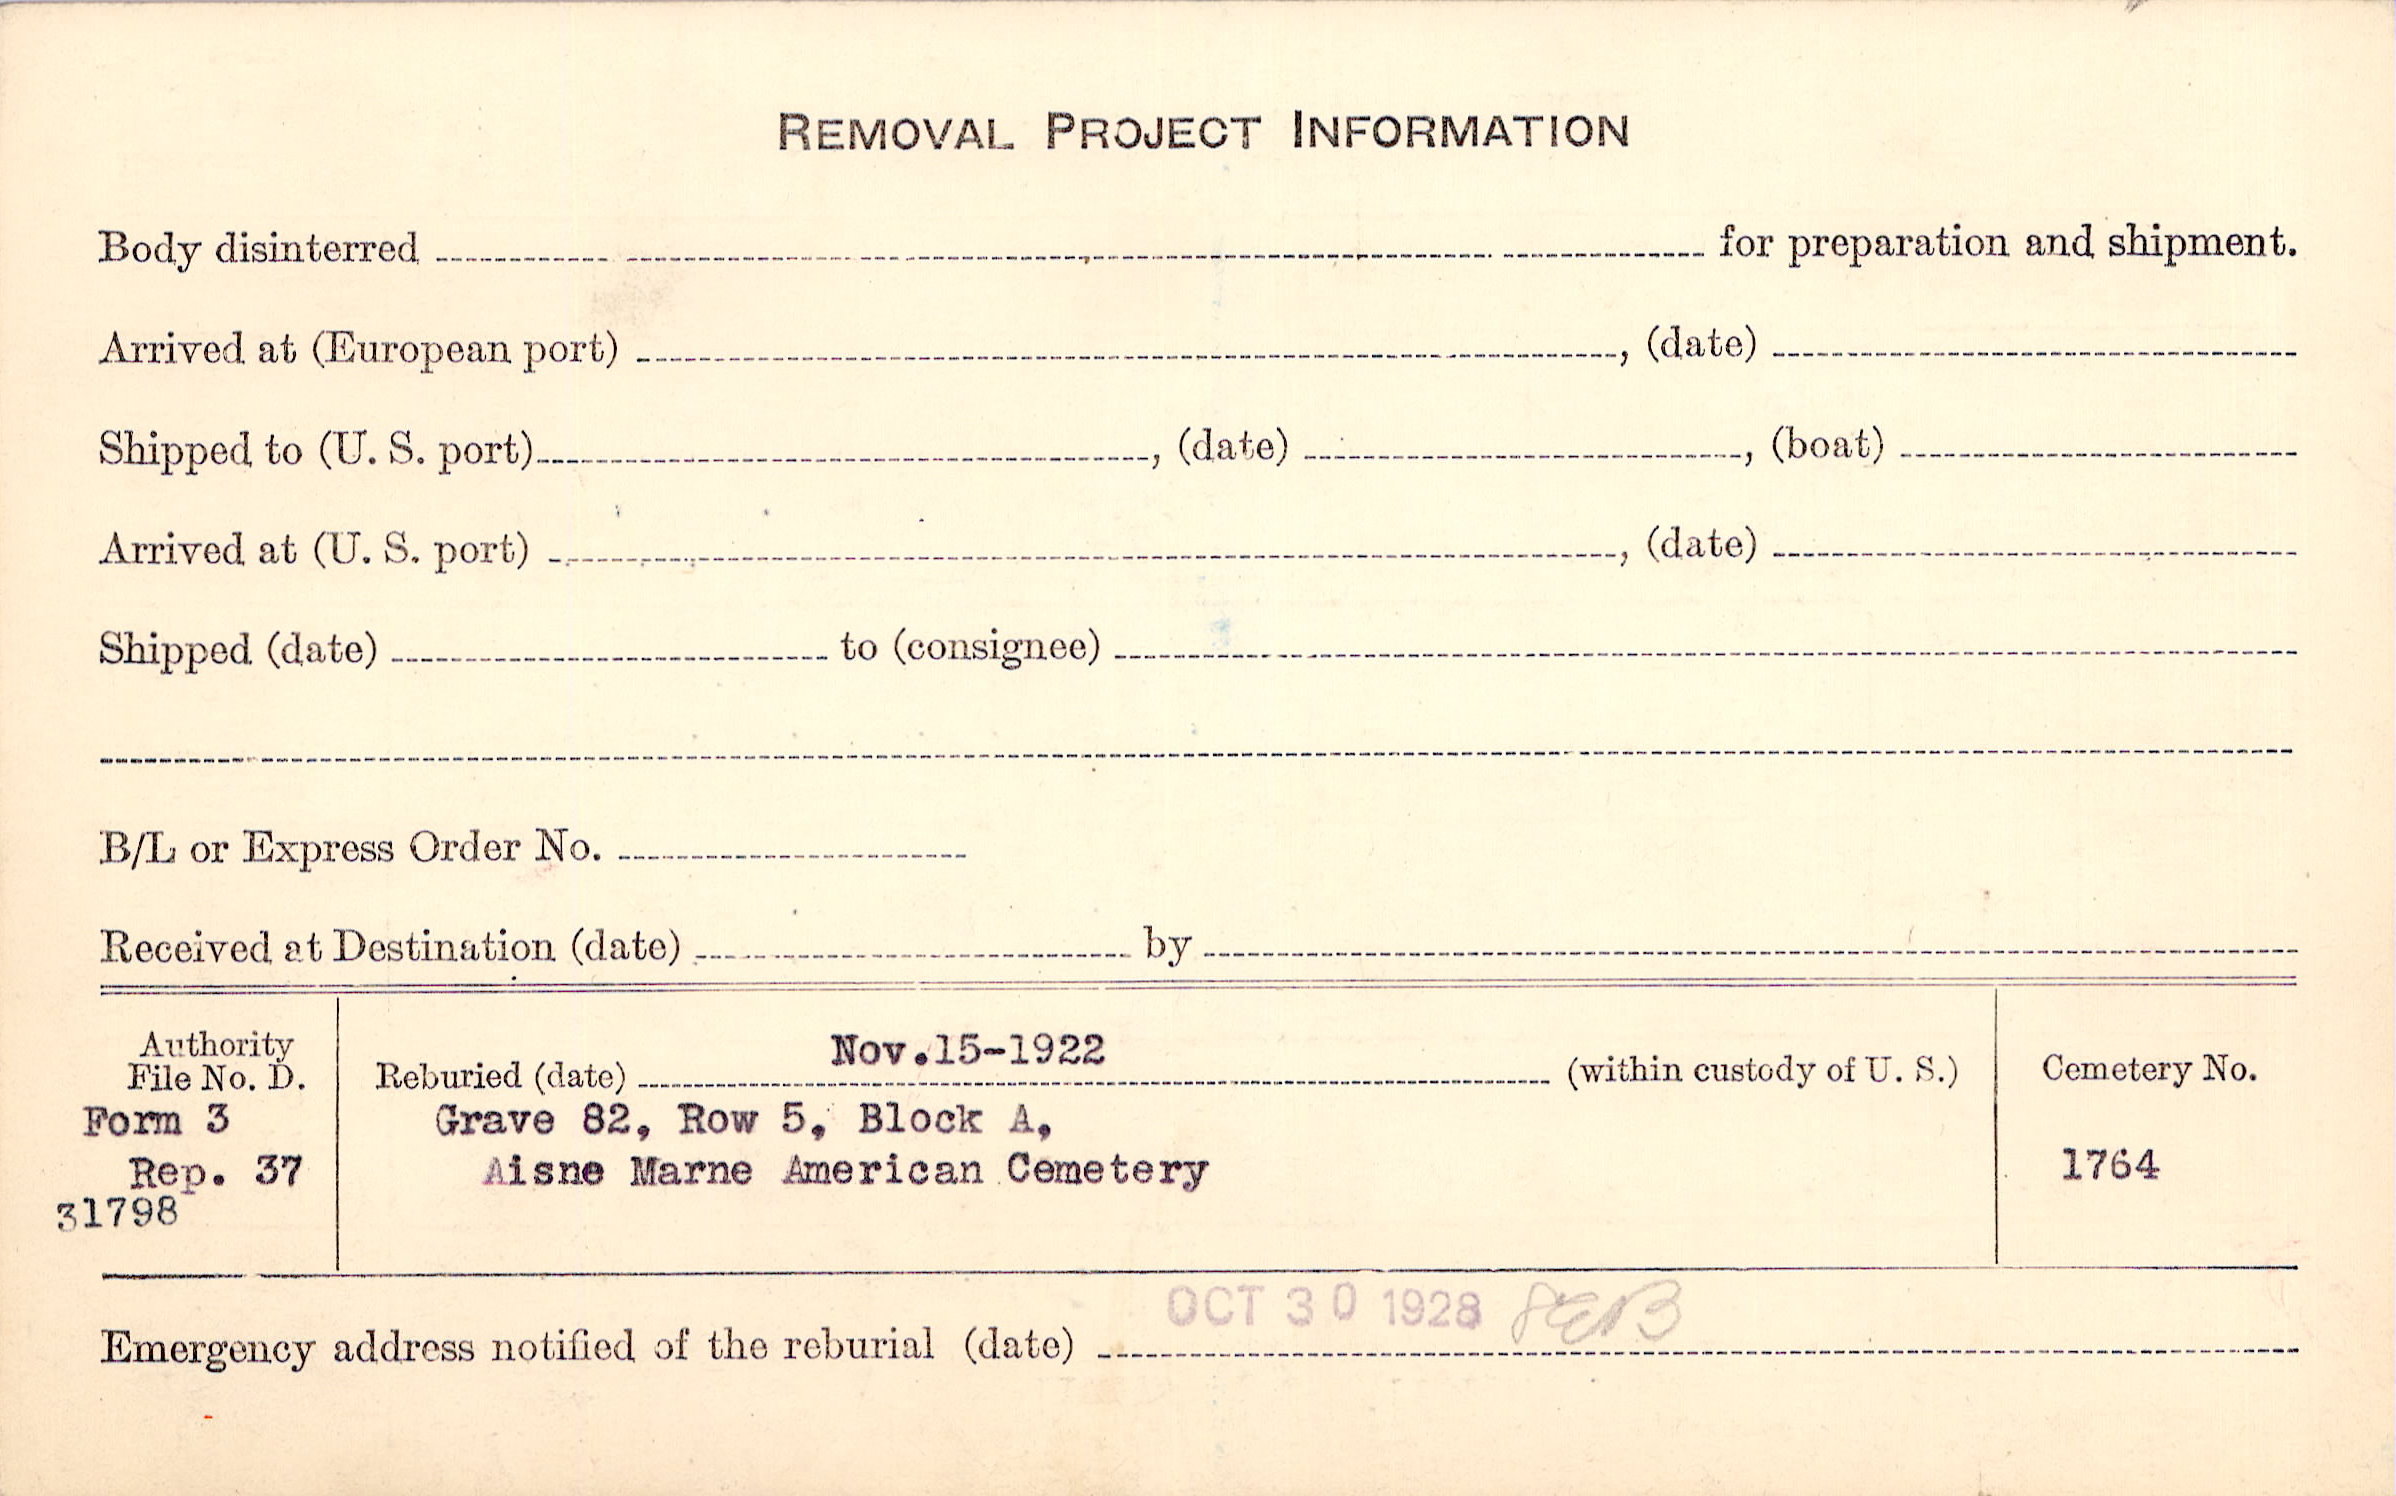 REMOVAL PROJECT INFORMATION
Body disinterred for preparation and shipment.
Arrived at (European port) , (date)
Shipped to (U. S. port) , (date) , (boat)
Arrived at (U. S. port) , (date)
Shipped (date) to (consignee)
B/L or Express Order No.
Received at Destination (date) by
Authority
File No. D.
Form 3
Rep. 37
31798
Nov.15-1922
Reburied (date) (within custody of U. S.)
Grave 82, Row 5, Block A,
Aisne Marne American Cemetery
Cemetery No.
1764
OCT 30 1928
Emergency address notified of the reburial (date)